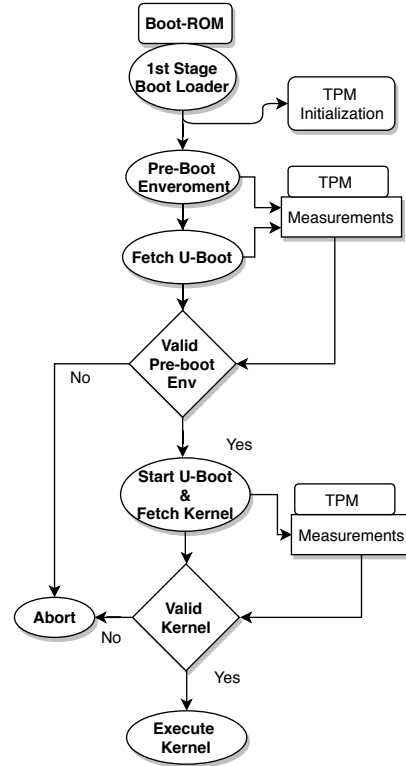 Boot-ROM
1st Stage
Boot Loader
TPM
Initialization
Pre-Boot
Enveroment
TPM
Measurements
Fetch U-Boot
Valid
Pre-boot
Env
No
Yes
Start U-Boot
&
Fetch Kernel
TPM
Measurements
Abort
No
Valid
Kernel
Yes
Execute
Kernel